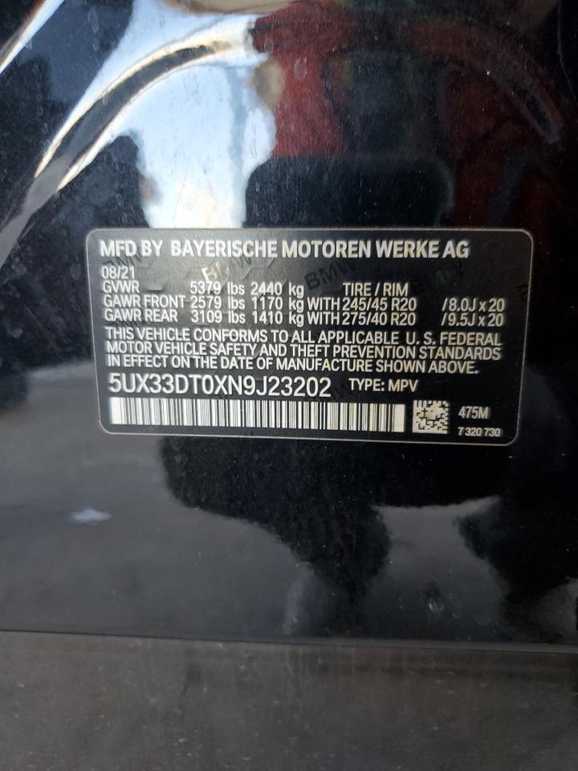 MFD BY BAYERISCHE MOTOREN WERKE AG
08/21
GVWR 5379 lbs 2440 kg TIRE / RIM
GAWR FRONT 2579 lbs 1170 kg WITH 245/45 R20 /8.0J x 20
GAWR REAR 3109 lbs 1410 kg WITH 275/40 R20 /9.5J x 20
THIS VEHICLE CONFORMS TO ALL APPLICABLE U. S. FEDERAL
MOTOR VEHICLE SAFETY AND THEFT PREVENTION STANDARDS
IN EFFECT ON THE DATE OF MANUFACTURE SHOWN ABOVE.
5UX33DT0XN9J23202 TYPE: MPV
475M
7 320 730